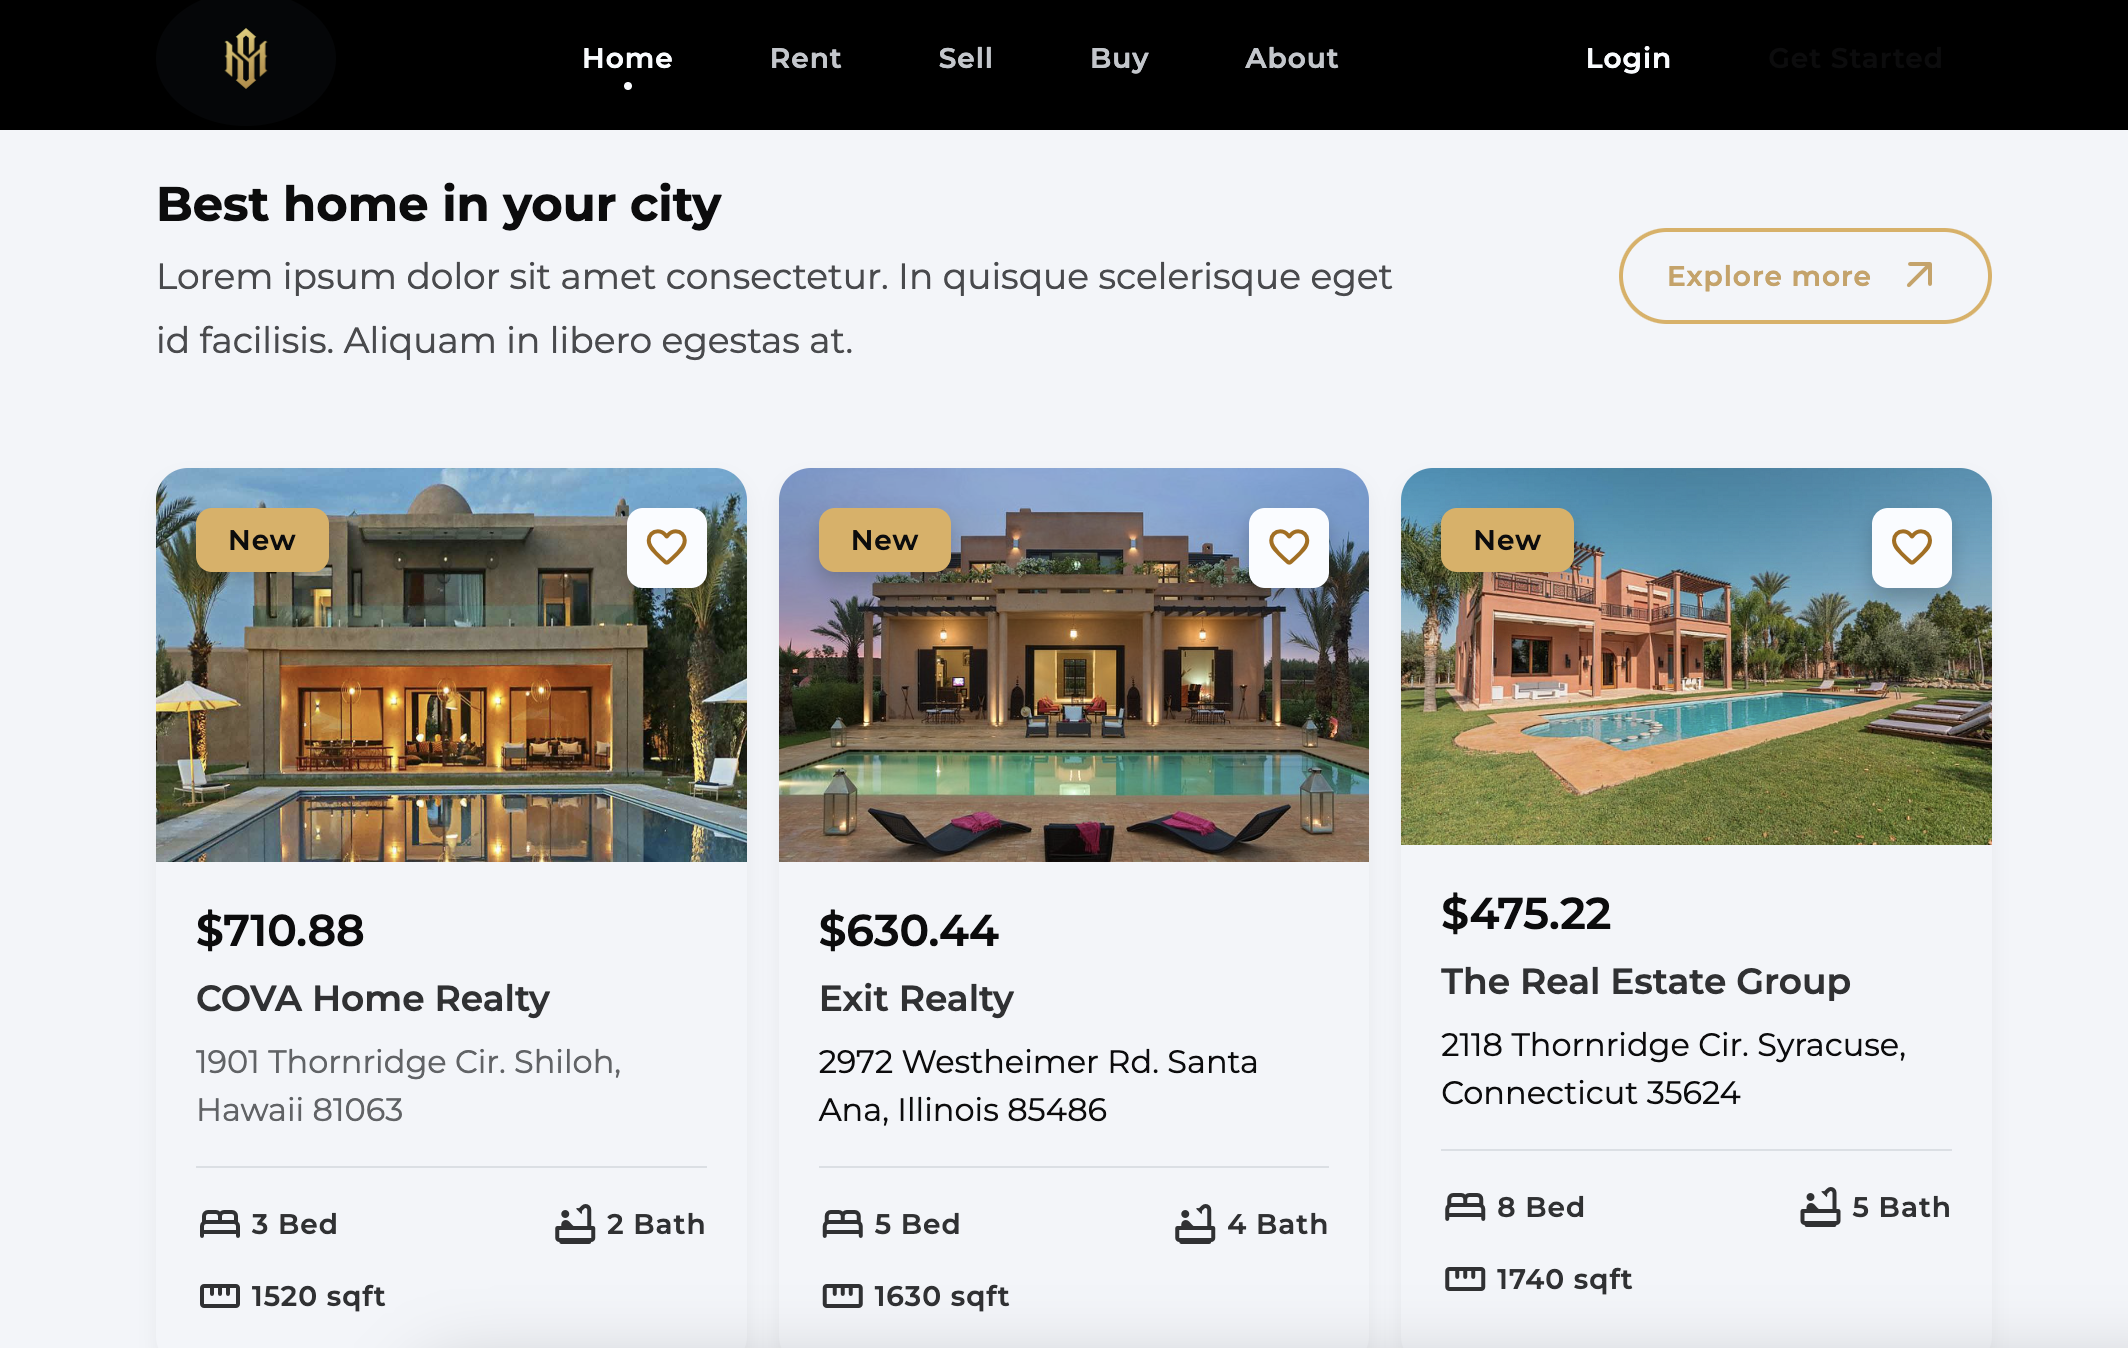 Home
Rent
Sell
Buy
About
Login
Get Started
Best home in your city
Lorem ipsum dolor sit amet consectetur. In quisque scelerisque eget
id facilisis. Aliquam in libero egestas at.
Explore more
New
New
New
$710.88
COVA Home Realty
1901 Thornridge Cir. Shiloh,
Hawaii 81063
3 Bed
2 Bath
1520 sqft
$630.44
Exit Realty
2972 Westheimer Rd. Santa
Ana, Illinois 85486
5 Bed
4 Bath
1630 sqft
$475.22
The Real Estate Group
2118 Thornridge Cir. Syracuse,
Connecticut 35624
8 Bed
5 Bath
1740 sqft